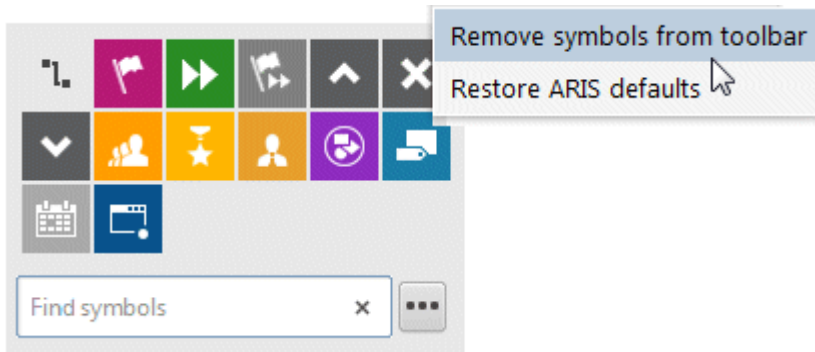 Remove symbols from toolbar
Restore ARIS defaults
Find symbols